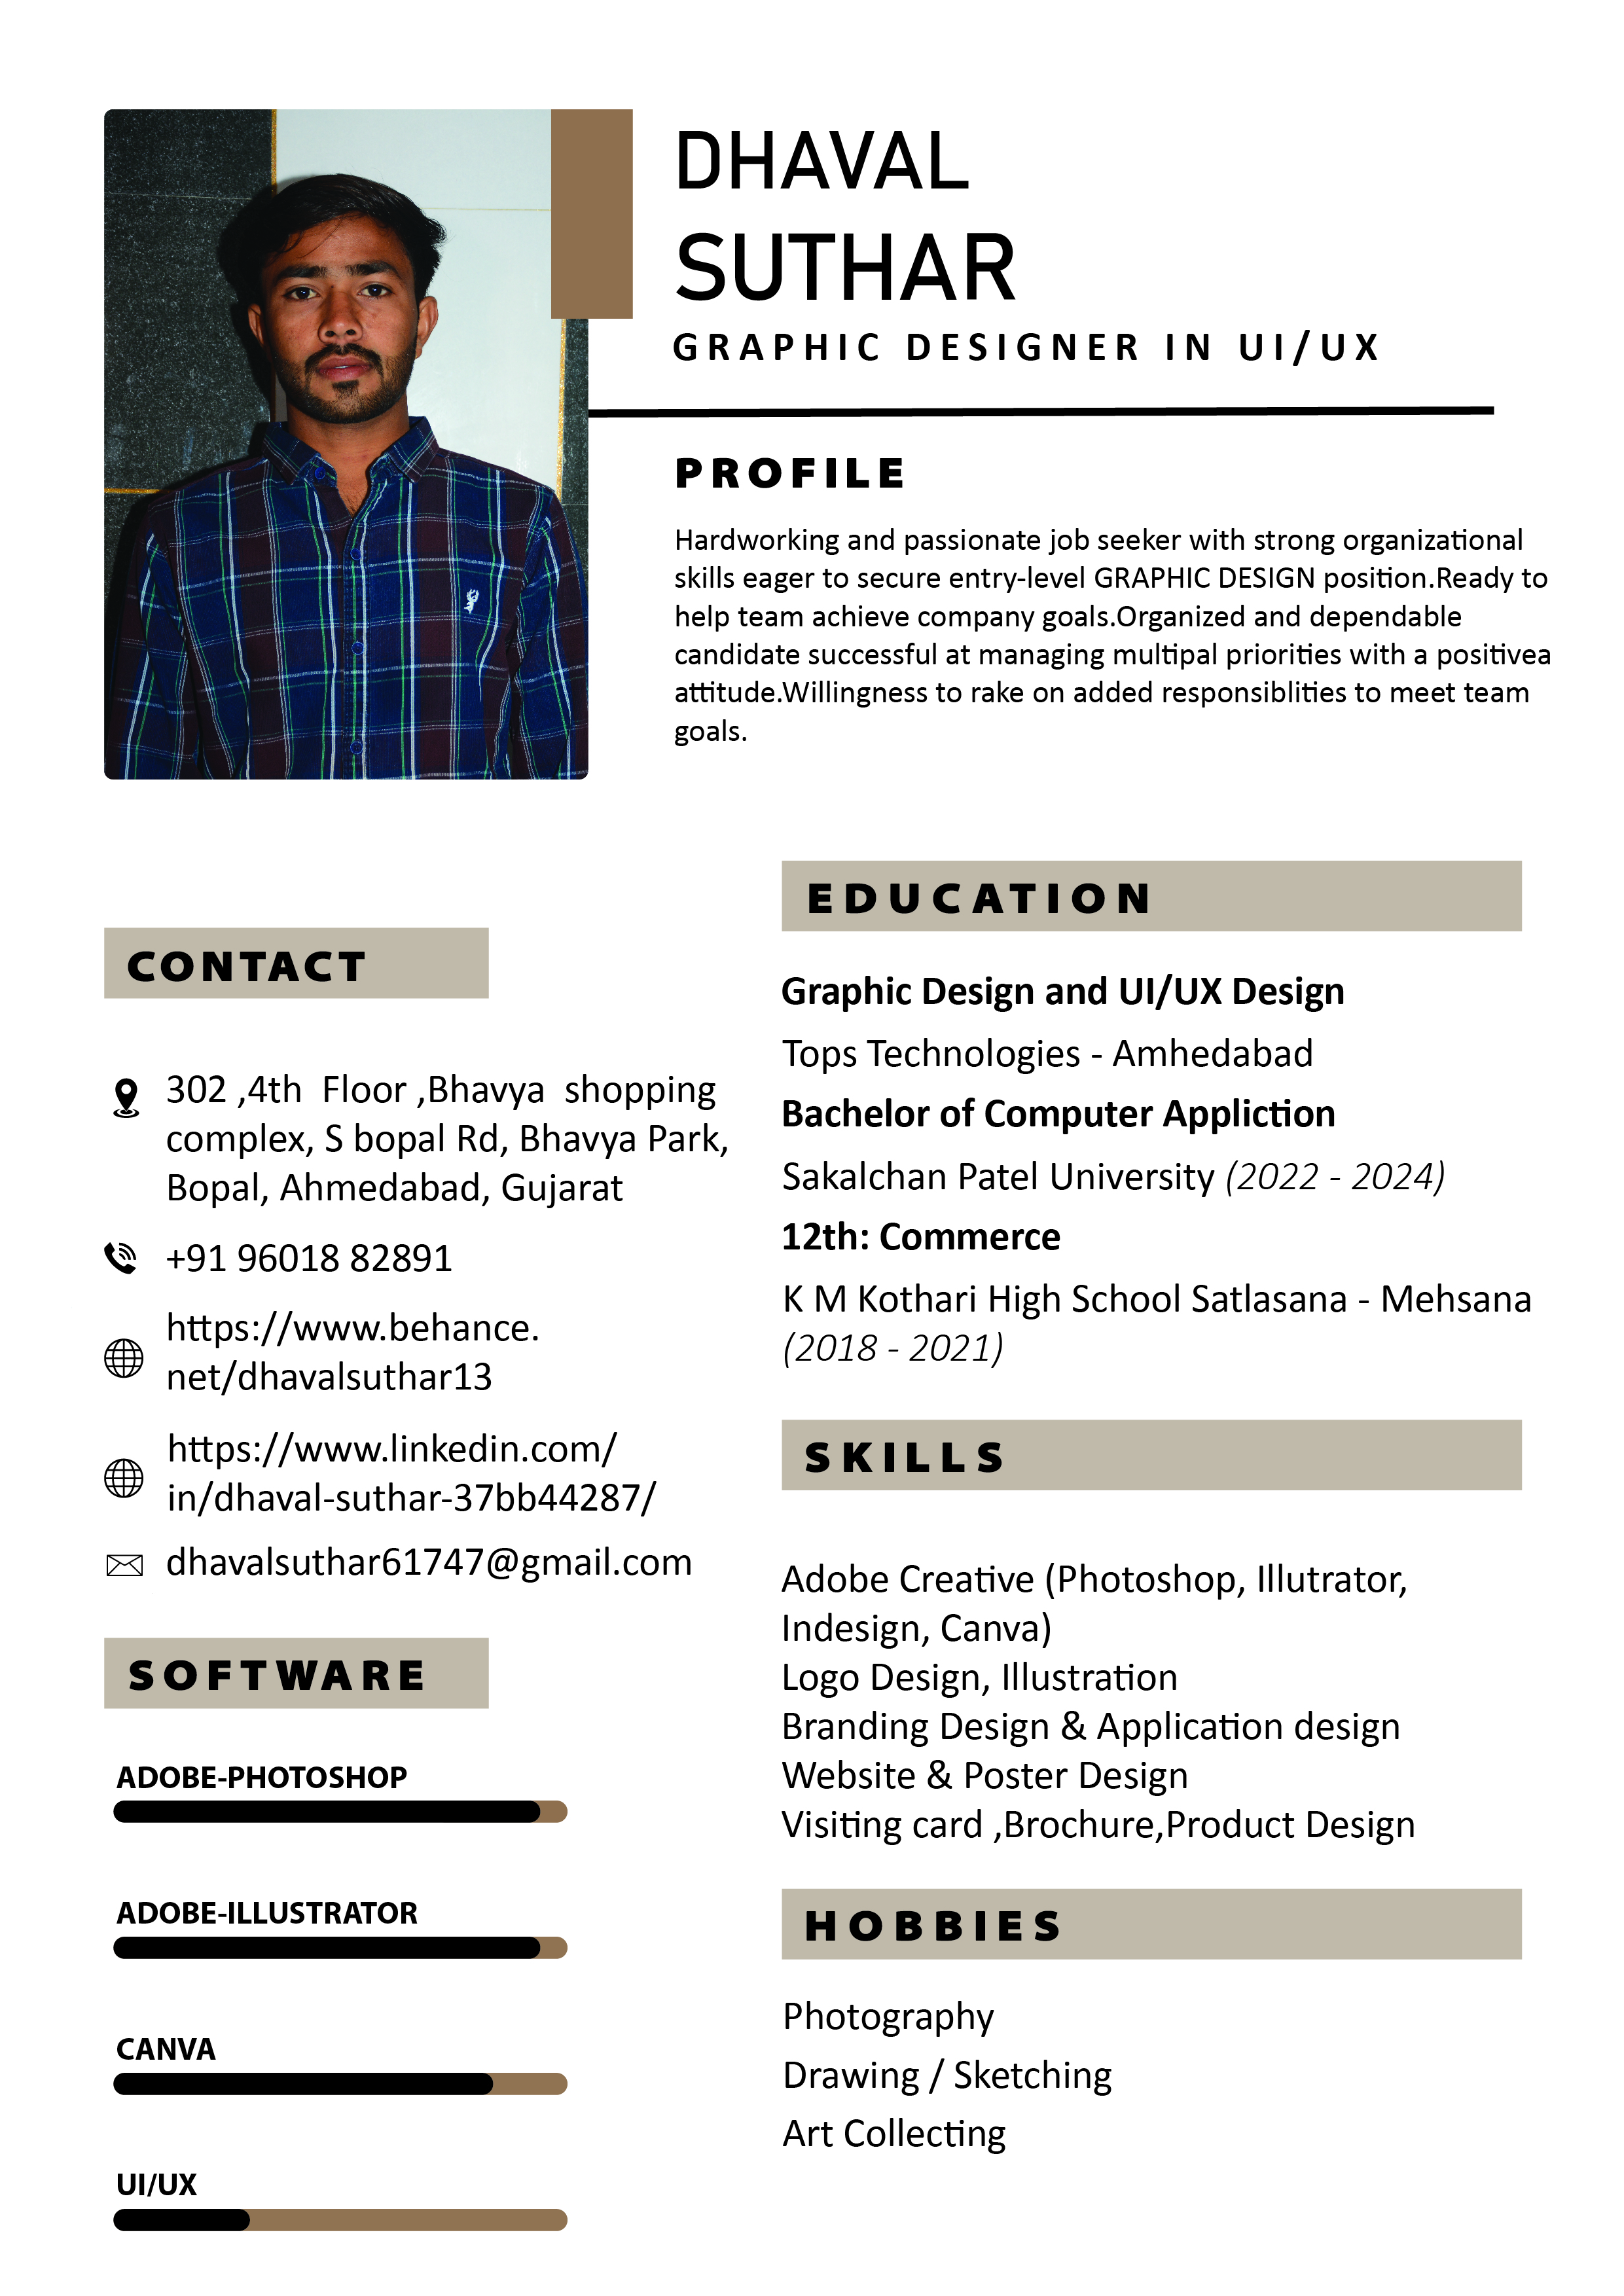 DHAVAL
SUTHAR
GRAPHIC DESIGNER IN UI/UX
PROFILE
Hardworking and passionate job seeker with strong organizational
skills eager to secure entry-level GRAPHIC DESIGN position.Ready to
help team achieve company goals.Organized and dependable
candidate successful at managing multipal priorities with a positivea
attitude.Willingness to rake on added responsiblities to meet team
goals.
CONTACT
302 ,4th Floor ,Bhavya shopping
complex, S bopal Rd, Bhavya Park,
Bopal, Ahmedabad, Gujarat
+91 96018 82891
https://www.behance.
net/dhavalsuthar13
https://www.linkedin.com/
in/dhaval-suthar-37bb44287/
dhavalsuthar61747@gmail.com
SOFTWARE
ADOBE-PHOTOSHOP
ADOBE-ILLUSTRATOR
CANVA
UI/UX
EDUCATION
Graphic Design and UI/UX Design
Tops Technologies - Amhedabad
Bachelor of Computer Appliction
Sakalchan Patel University (2022 - 2024)
12th: Commerce
K M Kothari High School Satlasana - Mehsana
(2018 - 2021)
SKILLS
Adobe Creative (Photoshop, Illutrator,
Indesign, Canva)
Logo Design, Illustration
Branding Design & Application design
Website & Poster Design
Visiting card ,Brochure,Product Design
HOBBIES
Photography
Drawing / Sketching
Art Collecting